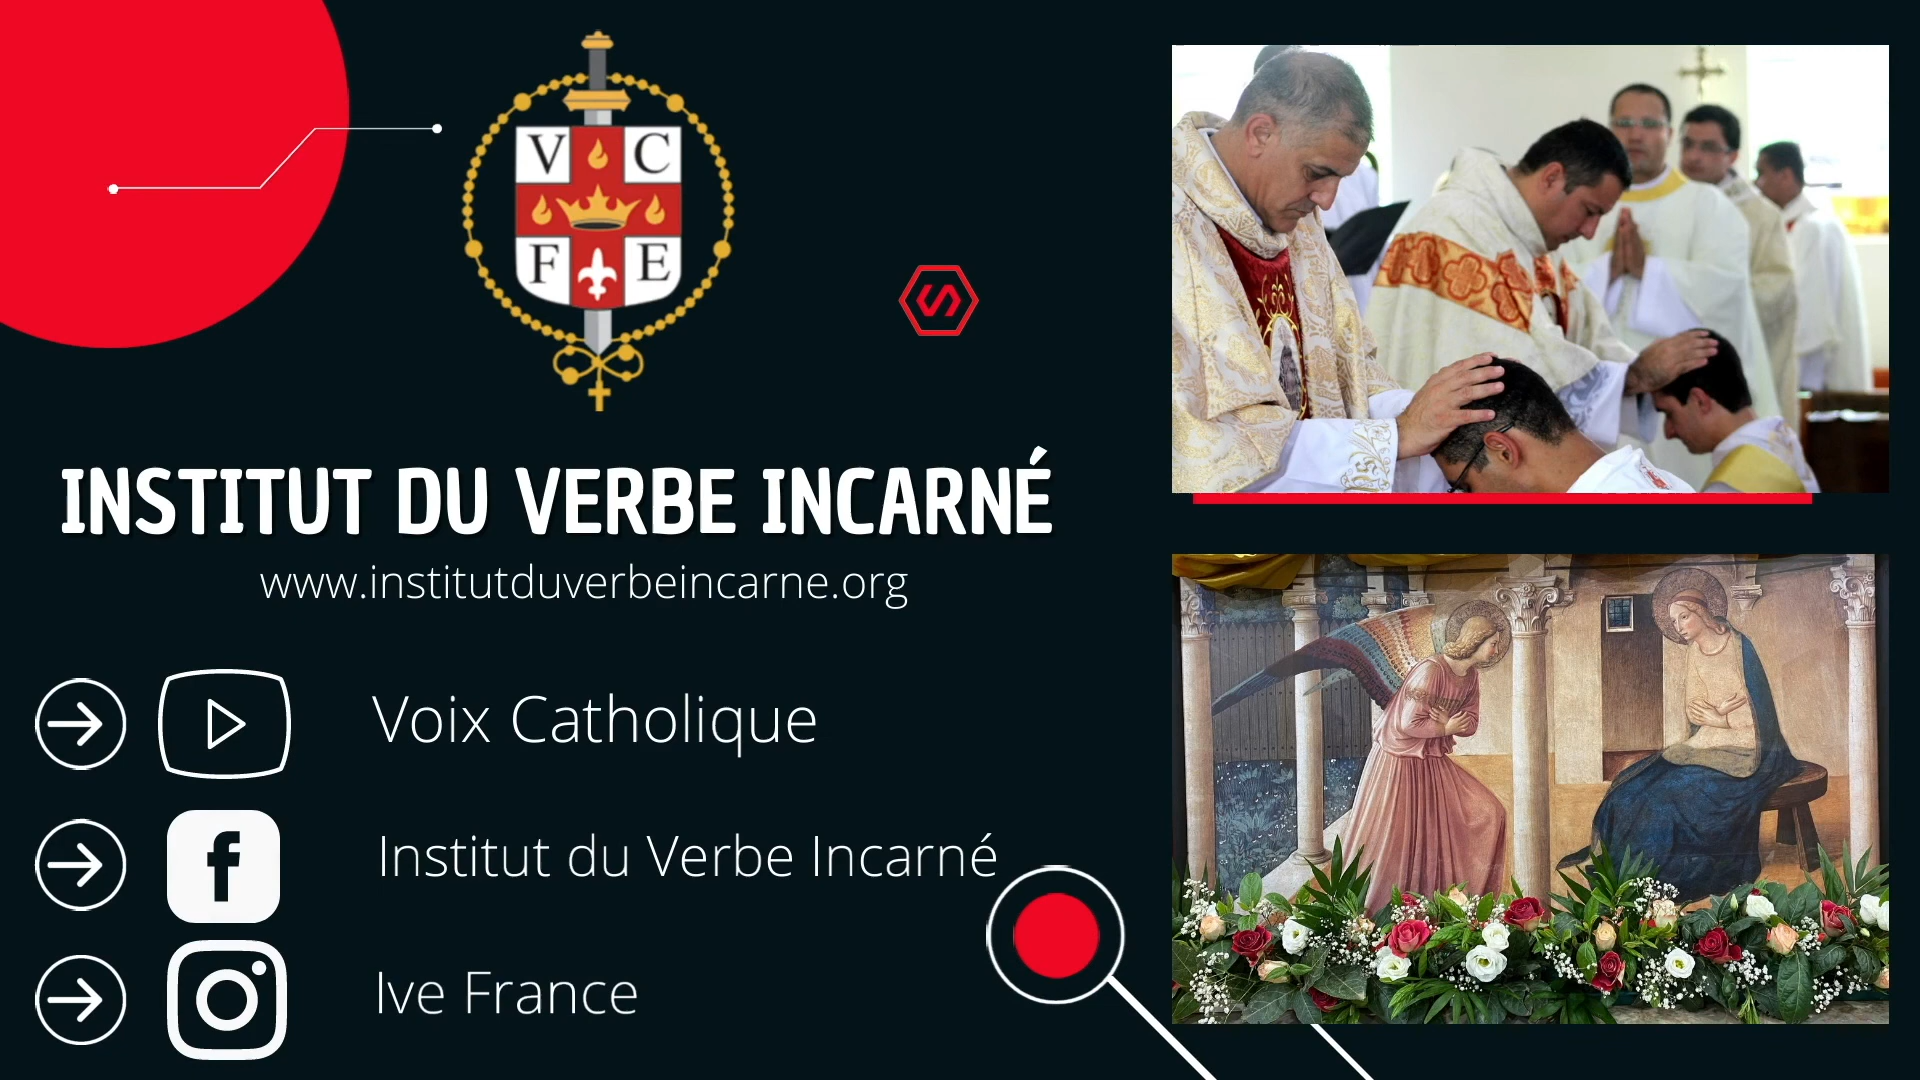 V C
F E
INSTITUT DU VERBE INCARNÉ
www.institutduverbeincarne.org
Voix Catholique
Institut du Verbe Incarné
Ive France